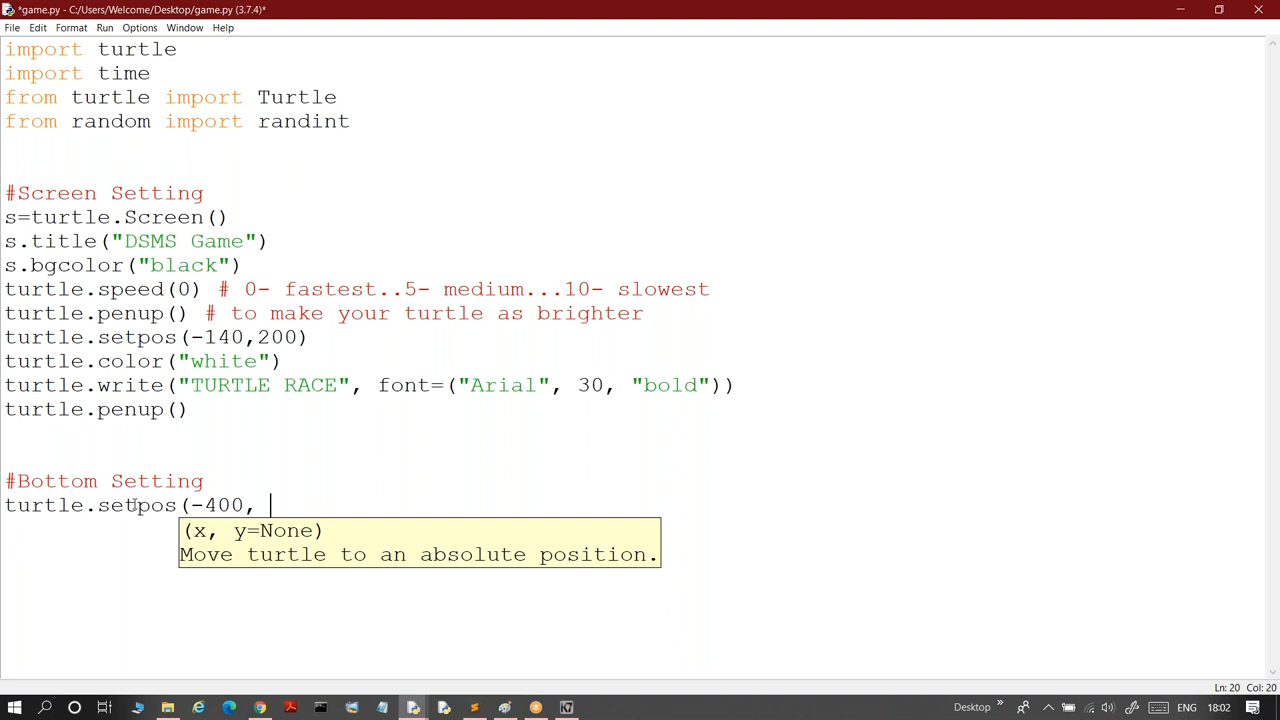 *game.py - C:/Users/Welcome/Desktop/game.py (3.7.4)*
File Edit Format Run Options Window Help
import turtle
import time
from turtle import Turtle
from random import randint
#Screen Setting
s=turtle.Screen()
s.title("DSMS Game")
s.bgcolor("black")
turtle.speed(0) # 0- fastest..5- medium...10- slowest
turtle.penup() # to make your turtle as brighter
turtle.setpos(-140,200)
turtle.color("white")
turtle.write("TURTLE RACE", font=("Arial", 30, "bold"))
turtle.penup()
#Bottom Setting
turtle.setpos(-400,
(x, y=None)
Move turtle to an absolute position.
Ln: 20 Col: 20
Desktop » ENG 18:02